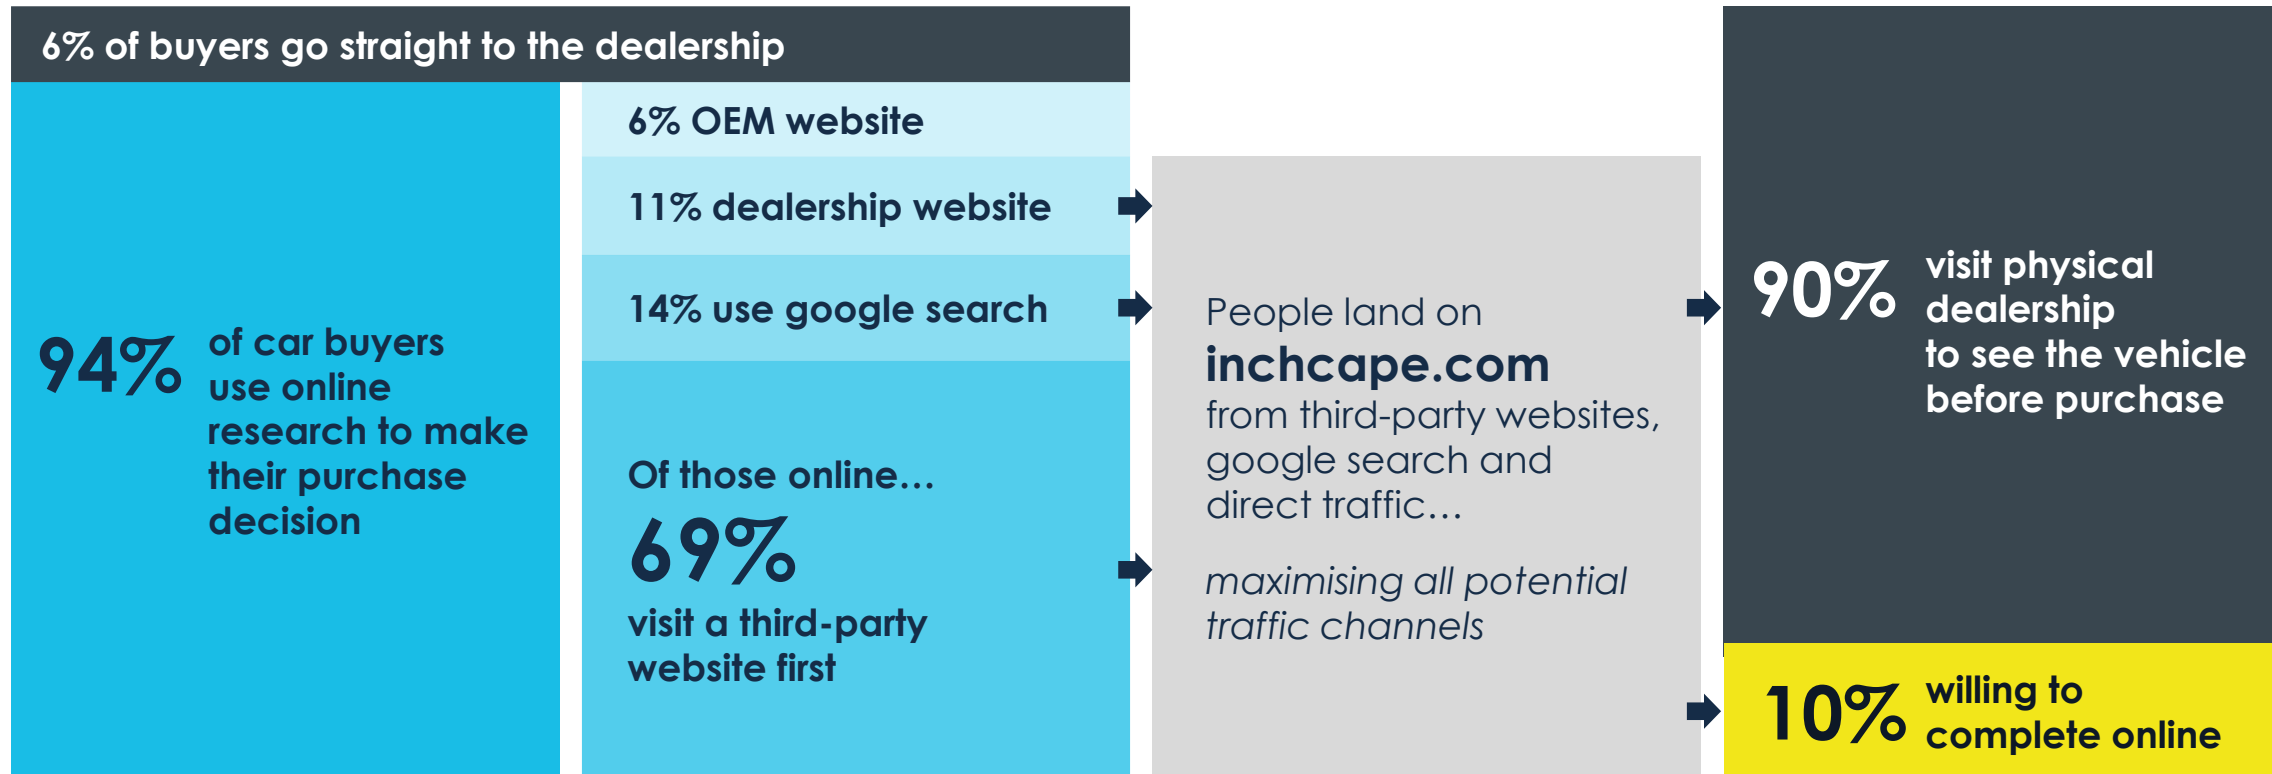 6% of buyers go straight to the dealership
94%
of car buyers
use online
research to make
their purchase
decision
6% OEM website
11% dealership website
14% use google search
Of those online...
69%
visit a third-party
website first
People land on
inchcape.com
from third-party websites,
google search and
direct traffic...
maximising all potential
traffic channels
90%
visit physical
dealership
to see the vehicle
before purchase
10%
willing to
complete online